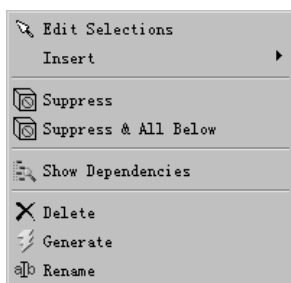 Edit Selections
Insert
Suppress
Suppress & All Below
Show Dependencies
Delete
Generate
Rename